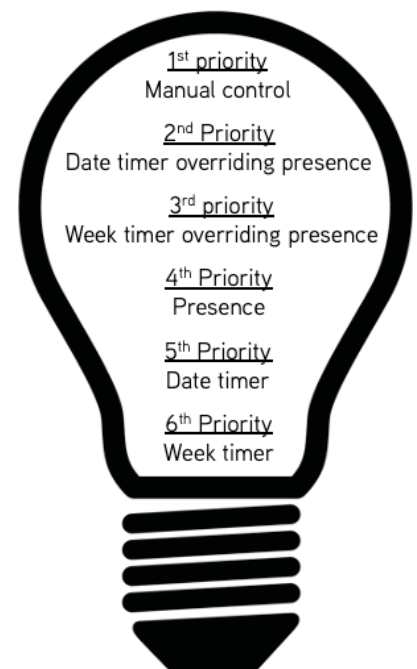 1st priority
Manual control
2nd Priority
Date timer overriding presence
3rd priority
Week timer overriding presence
4th Priority
Presence
5th Priority
Date timer
6th Priority
Week timer